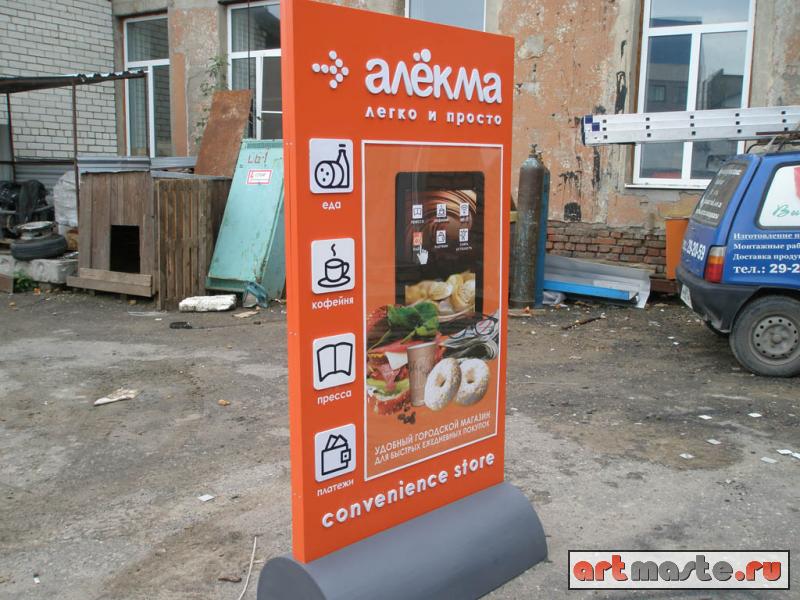 алёкма
легко и просто
еда
кофейня
пресса
платежи
УДОБНЫЙ ГОРОДСКОЙ МАГАЗИН
ДЛЯ БЫСТРЫХ ЕЖЕДНЕВНЫХ ПОКУПОК
convenience store
Изготовление
Монтажные раб
Доставка проду
тел.: 29-2
artmaste.ru